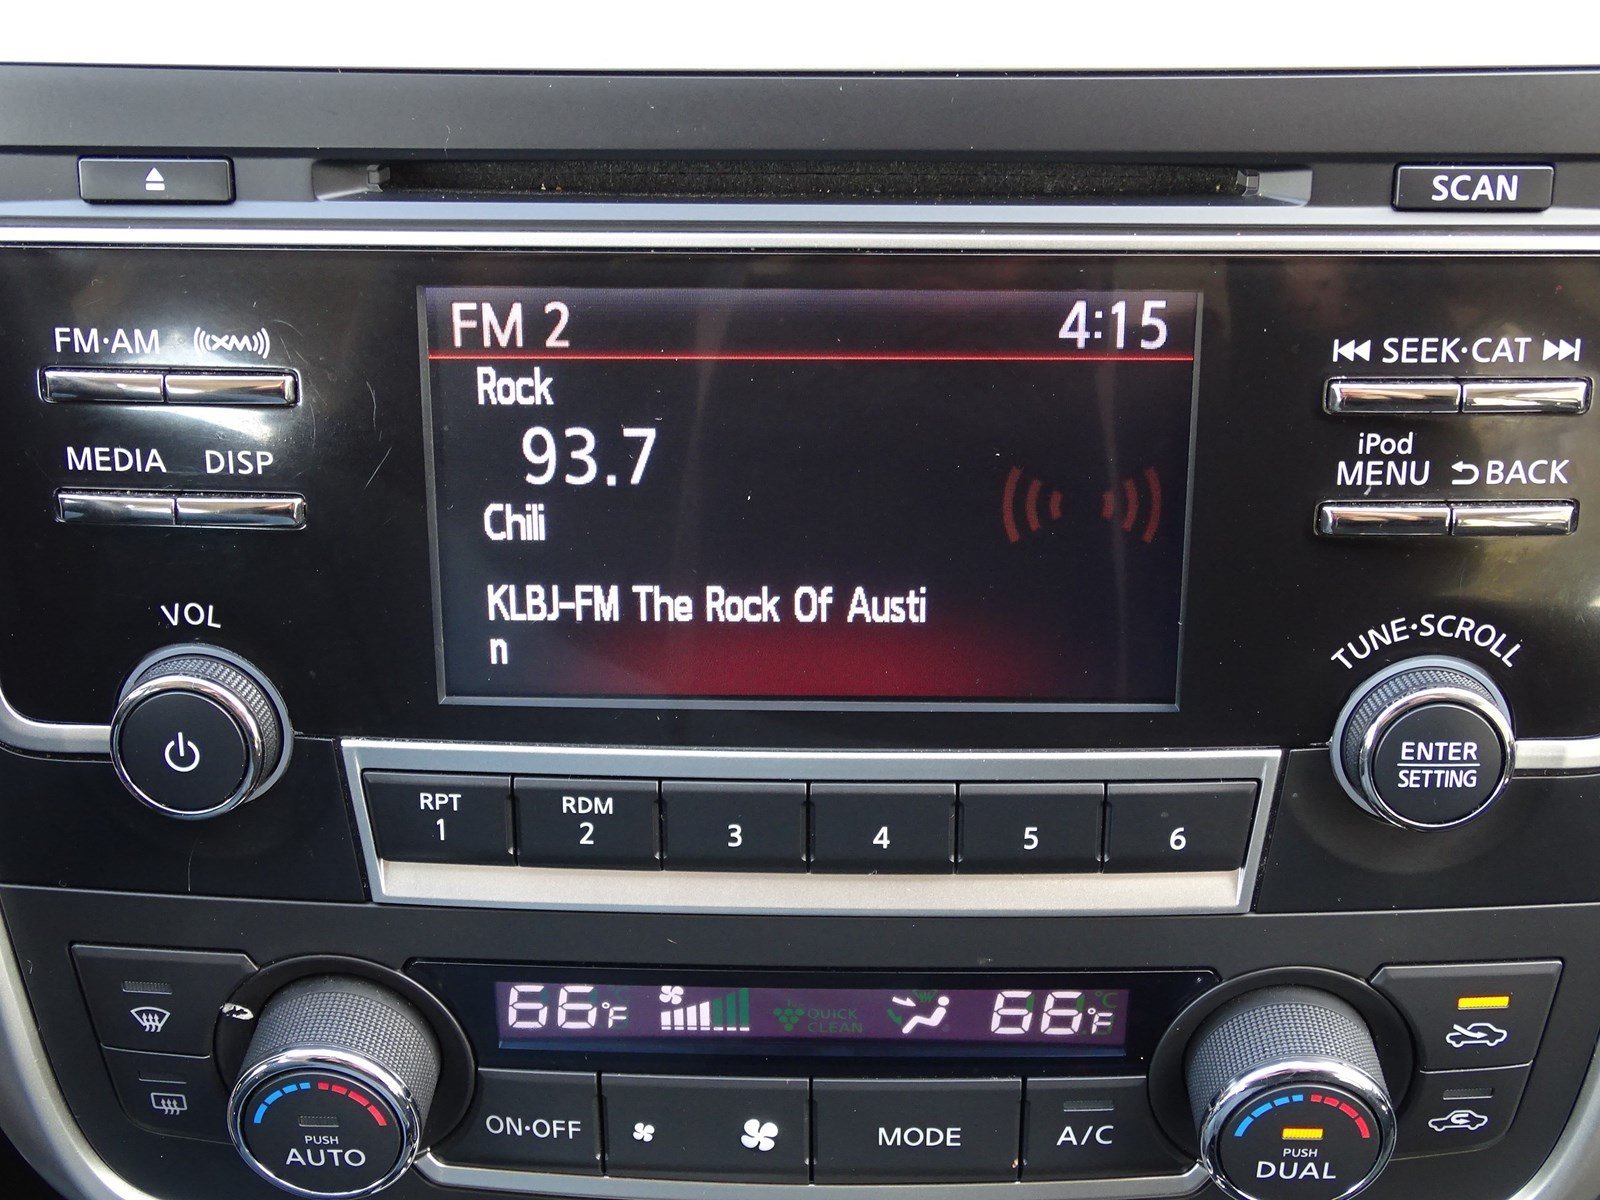 SCAN
FM 2 4:15
FM·AM XM
SEEK·CAT
Rock
93.7
MEDIA DISP
iPod
MENU BACK
Chili
KLBJ-FM The Rock Of Austi
n
VOL
TUNE·SCROLL
ENTER
SETTING
RPT
1
RDM
2
3
4
5
6
66°F
QUICK
CLEAN
66°F
°C
PUSH
AUTO
ON·OFF
MODE
A/C
PUSH
DUAL